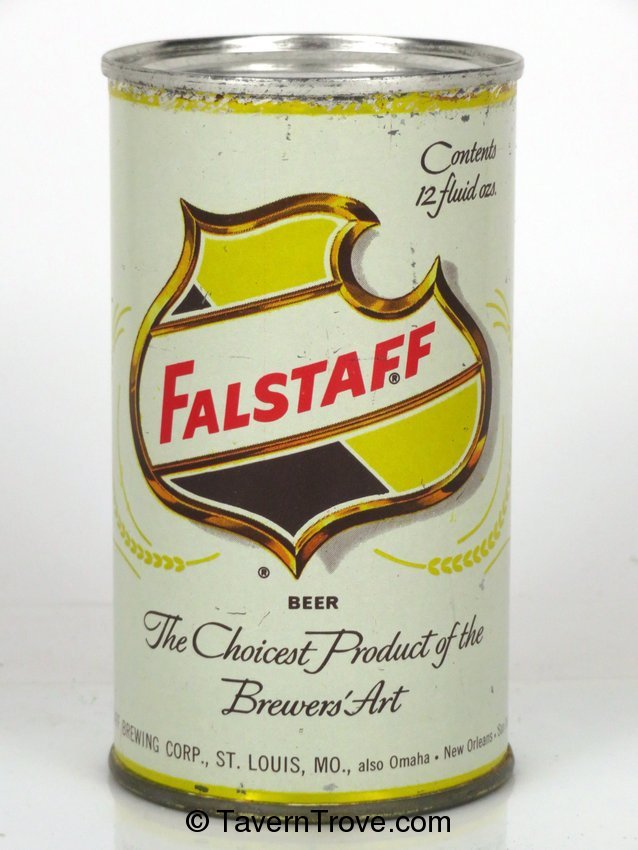 Contents
12 fluid ozs.
FALSTAFF®
®
BEER
The Choicest Product of the
Brewers' Art
BREWING CORP., ST. LOUIS, MO., also Omaha • New Orleans •
© TavernTrove.com